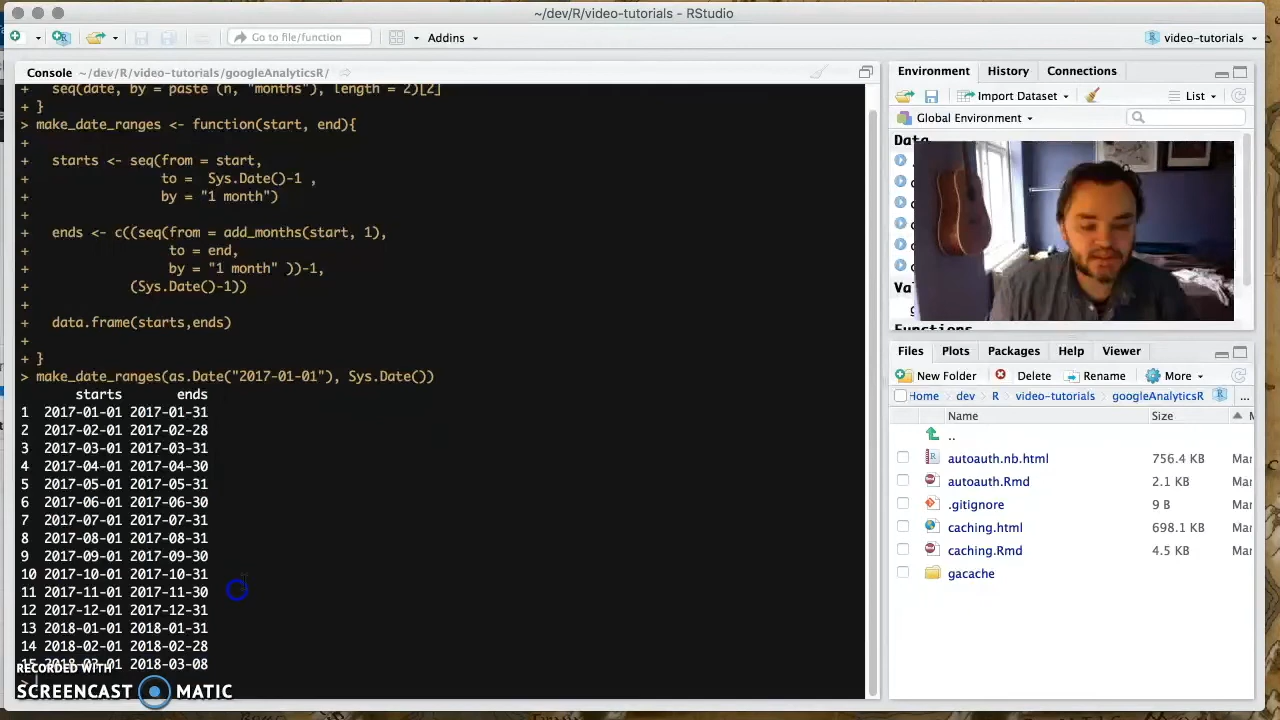 ~/dev/R/video-tutorials - RStudio
Go to file/function
Addins
video-tutorials
Console ~/dev/R/video-tutorials/googleAnalyticsR/
+   seq(date, by = paste (n, "months"), length = 2)[2]
+ }
> make_date_ranges <- function(start, end){
+
+   starts <- seq(from = start,
+                 to =  Sys.Date()-1 ,
+                 by = "1 month")
+
+   ends <- c((seq(from = add_months(start, 1),
+                  to = end,
+                  by = "1 month" ))-1,
+             (Sys.Date()-1))
+
+   data.frame(starts,ends)
+
+ }
> make_date_ranges(as.Date("2017-01-01"), Sys.Date())
starts ends
1 2017-01-01 2017-01-31
2 2017-02-01 2017-02-28
3 2017-03-01 2017-03-31
4 2017-04-01 2017-04-30
5 2017-05-01 2017-05-31
6 2017-06-01 2017-06-30
7 2017-07-01 2017-07-31
8 2017-08-01 2017-08-31
9 2017-09-01 2017-09-30
10 2017-10-01 2017-10-31
11 2017-11-01 2017-11-30
12 2017-12-01 2017-12-31
13 2018-01-01 2018-01-31
14 2018-02-01 2018-02-28
15 2018-03-01 2018-03-08
>
RECORDED WITH
SCREENCAST MATIC
Environment History Connections
Import Dataset List
Global Environment
Data
Functions
Files Plots Packages Help Viewer
New Folder Delete Rename More
Home dev R video-tutorials googleAnalyticsR ...
Name Size
..
autoauth.nb.html 756.4 KB Mar
autoauth.Rmd 2.1 KB Mar
.gitignore 9 B Mar
caching.html 698.1 KB Mar
caching.Rmd 4.5 KB Mar
gacache